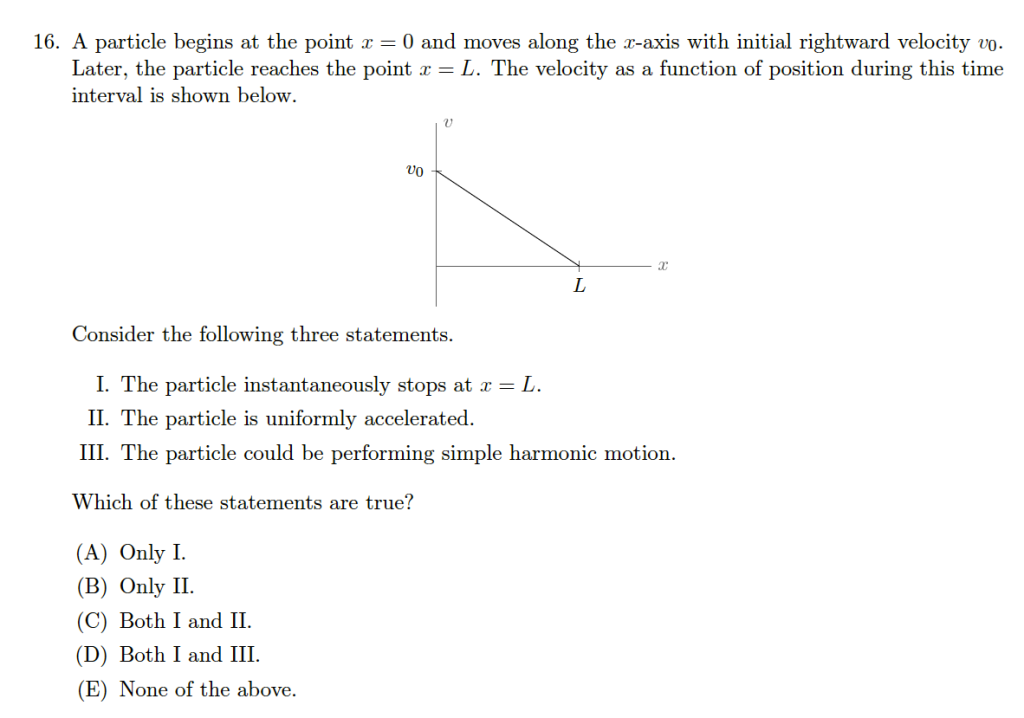 16. A particle begins at the point x = 0 and moves along the x-axis with initial rightward velocity v₀.
Later, the particle reaches the point x = L. The velocity as a function of position during this time
interval is shown below.
v
v₀
x
L
Consider the following three statements.
I. The particle instantaneously stops at x = L.
II. The particle is uniformly accelerated.
III. The particle could be performing simple harmonic motion.
Which of these statements are true?
(A) Only I.
(B) Only II.
(C) Both I and II.
(D) Both I and III.
(E) None of the above.